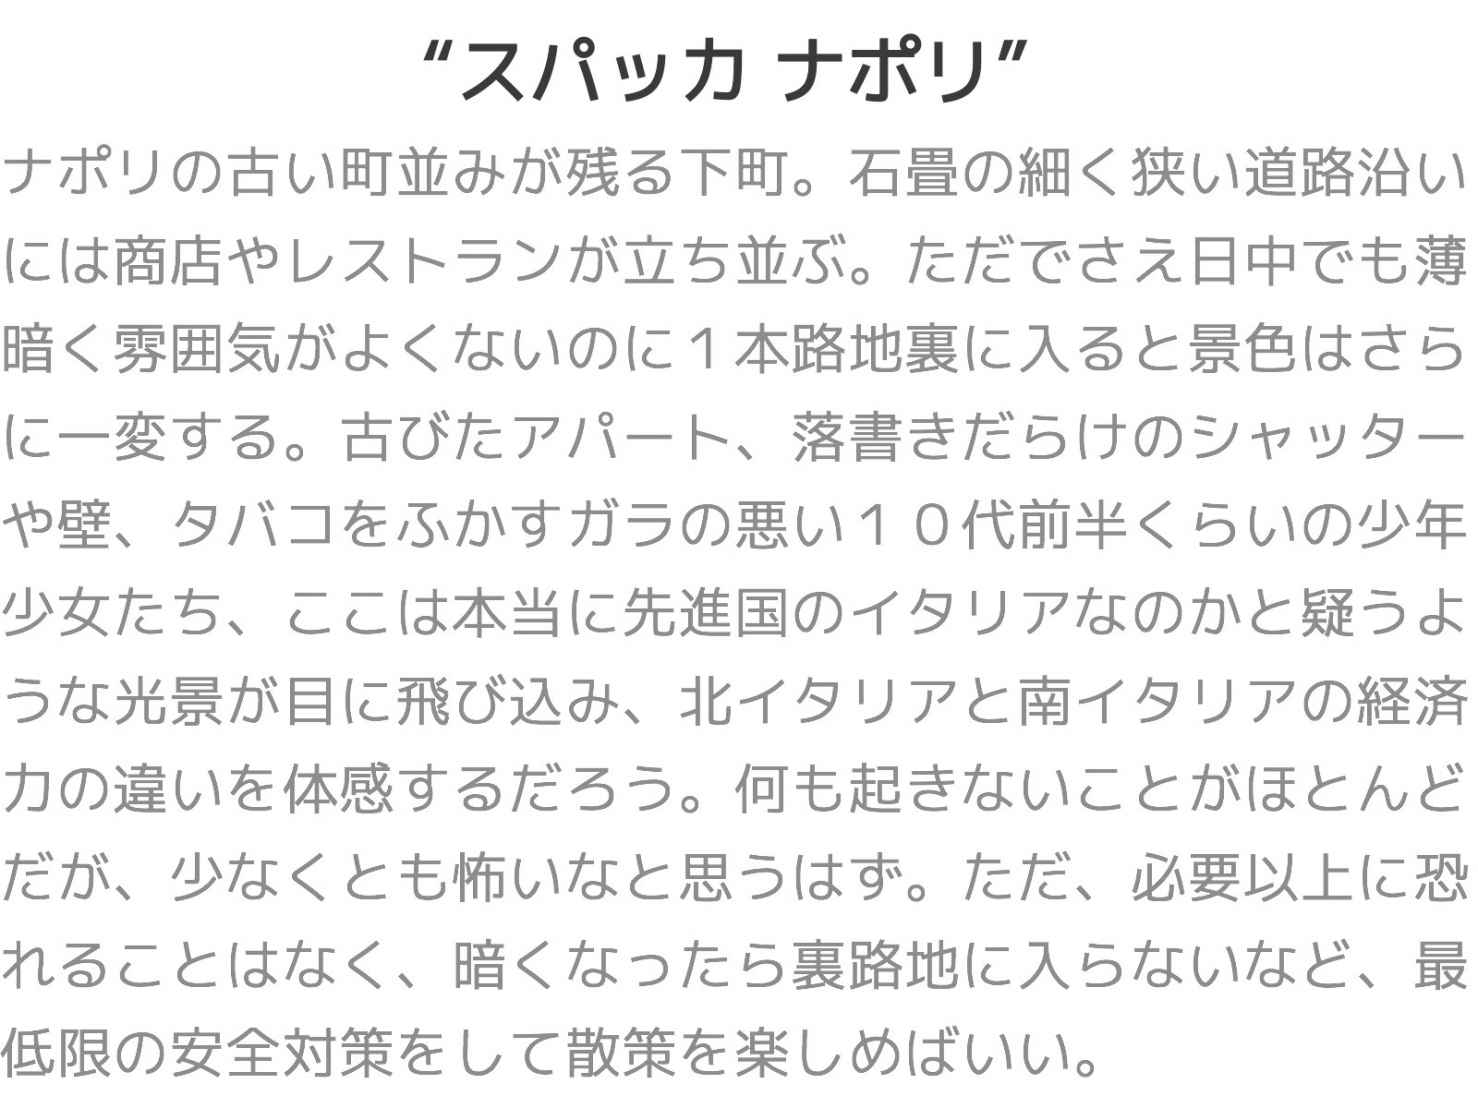 “スパッカ ナポリ”
ナポリの古い町並みが残る下町。石畳の細く狭い道路沿い
には商店やレストランが立ち並ぶ。ただでさえ日中でも薄
暗く雰囲気がよくないのに１本路地裏に入ると景色はさら
に一変する。古びたアパート、落書きだらけのシャッター
や壁、タバコをふかすガラの悪い１０代前半くらいの少年
少女たち、ここは本当に先進国のイタリアなのかと疑うよ
うな光景が目に飛び込み、北イタリアと南イタリアの経済
力の違いを体感するだろう。何も起きないことがほとんど
だが、少なくとも怖いなと思うはず。ただ、必要以上に恐
れることはなく、暗くなったら裏路地に入らないなど、最
低限の安全対策をして散策を楽しめばいい。